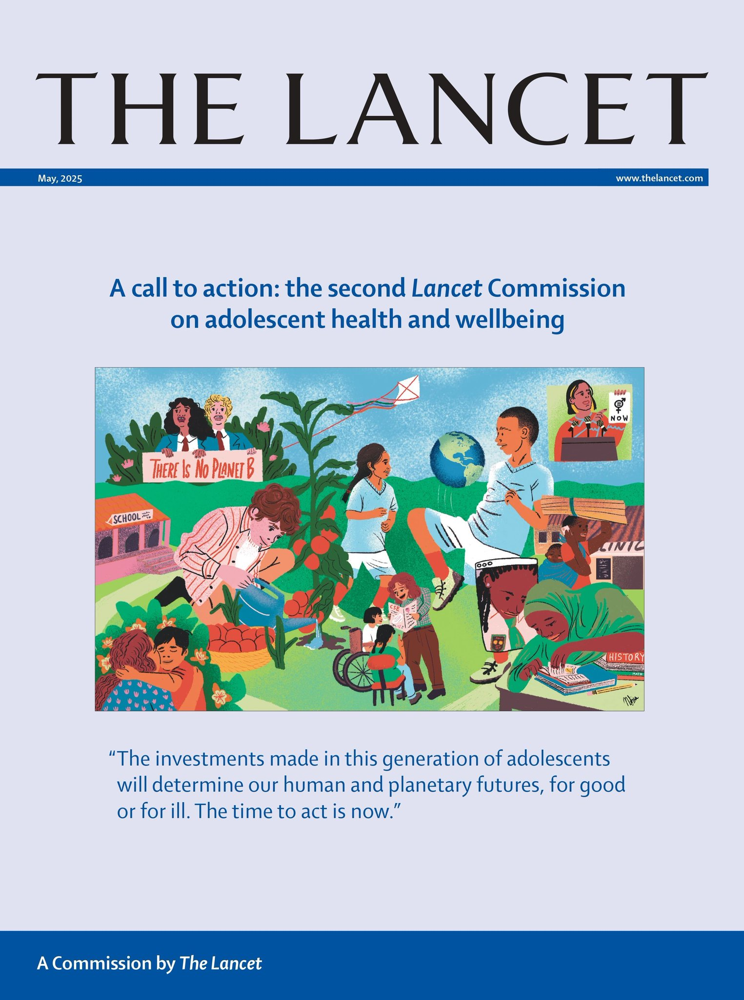 THE LANCET
May, 2025
www.thelancet.com
A call to action: the second Lancet Commission
on adolescent health and wellbeing
THERE IS NO PLANET B
NOW
SCHOOL
CLINIC
CSE
HISTORY
MATH
“The investments made in this generation of adolescents
will determine our human and planetary futures, for good
or for ill. The time to act is now.”
A Commission by The Lancet